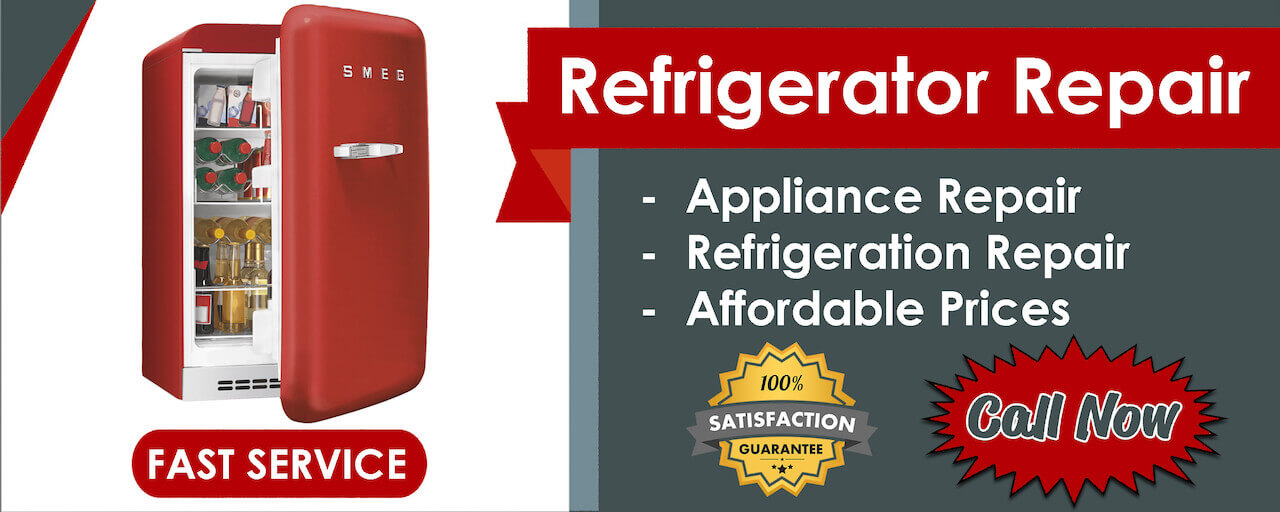 SMEG
FAST SERVICE
Refrigerator Repair
- Appliance Repair
- Refrigeration Repair
- Affordable Prices
100%
SATISFACTION
GUARANTEE
Call Now